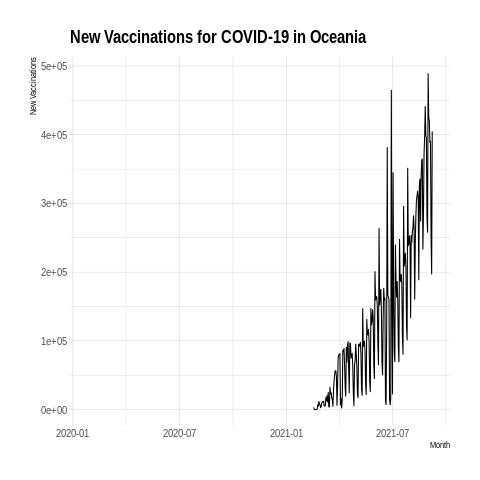 New Vaccinations for COVID-19 in Oceania
New Vaccinations
5e+05
4e+05
3e+05
2e+05
1e+05
0e+00
2020-01
2020-07
2021-01
2021-07
Month